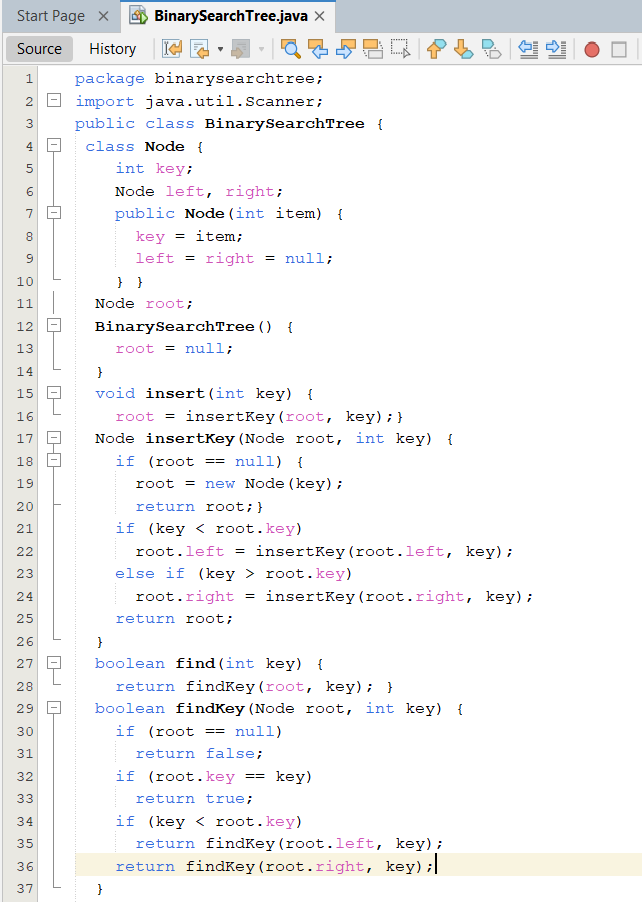 Start Page × BinarySearchTree.java ×
Source History
1 package binarysearchtree;
2 import java.util.Scanner;
3 public class BinarySearchTree {
4 class Node {
5 int key;
6 Node left, right;
7 public Node(int item) {
8 key = item;
9 left = right = null;
10 } }
11 Node root;
12 BinarySearchTree() {
13 root = null;
14 }
15 void insert(int key) {
16 root = insertKey(root, key);}
17 Node insertKey(Node root, int key) {
18 if (root == null) {
19 root = new Node(key);
20 return root;}
21 if (key < root.key)
22 root.left = insertKey(root.left, key);
23 else if (key > root.key)
24 root.right = insertKey(root.right, key);
25 return root;
26 }
27 boolean find(int key) {
28 return findKey(root, key); }
29 boolean findKey(Node root, int key) {
30 if (root == null)
31 return false;
32 if (root.key == key)
33 return true;
34 if (key < root.key)
35 return findKey(root.left, key);
36 return findKey(root.right, key);
37 }